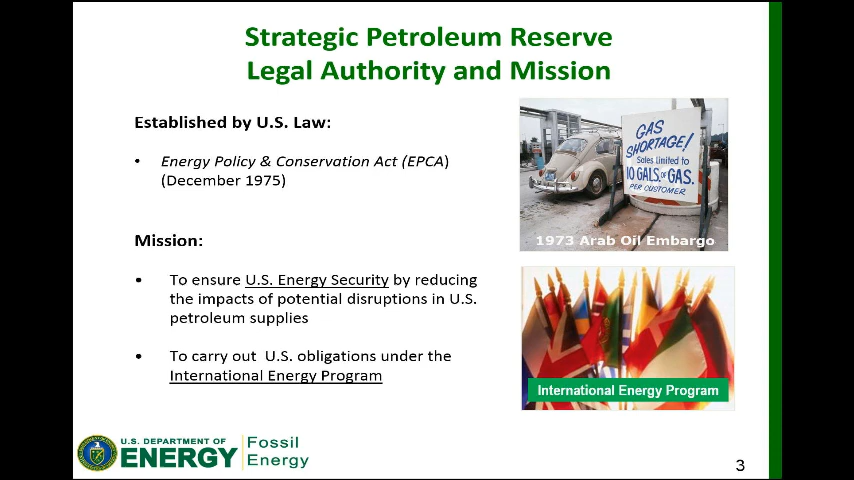 Strategic Petroleum Reserve
Legal Authority and Mission
Established by U.S. Law:
• Energy Policy & Conservation Act (EPCA)
(December 1975)
Mission:
• To ensure U.S. Energy Security by reducing
the impacts of potential disruptions in U.S.
petroleum supplies
• To carry out U.S. obligations under the
International Energy Program
GAS
SHORTAGE!
Sales Limited to
10 GALS. OF GAS.
PER CUSTOMER
1973 Arab Oil Embargo
International Energy Program
U.S. DEPARTMENT OF
ENERGY
Fossil
Energy
3